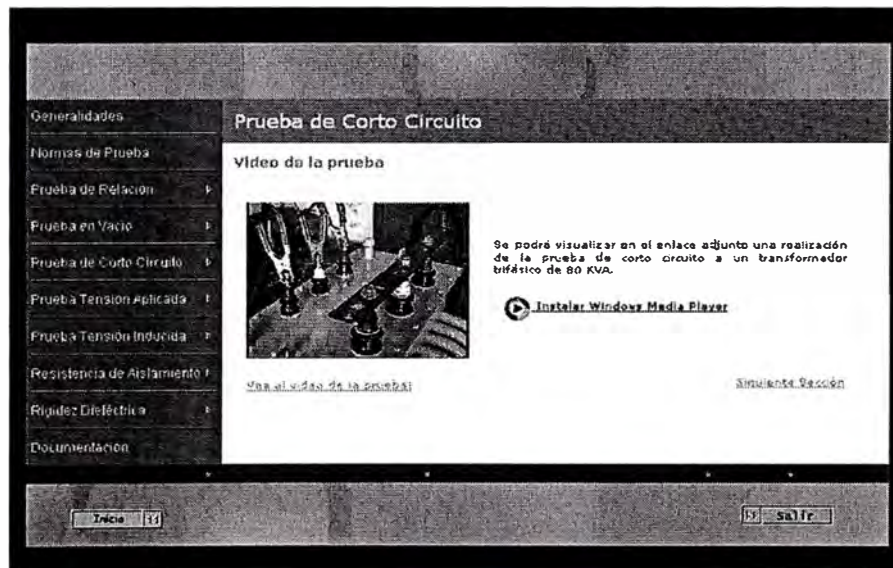 Generalidades
Normas de Prueba
Prueba de Relación
Prueba en Vacio
Prueba de Corto Circuito
Prueba Tensión Aplicada
Prueba Tensión Inducida
Resistencia de Aislamiento
Rigidez Dieléctrica
Documentación
Prueba de Corto Circuito
Video de la prueba
Se podrá visualizar en el enlace adjunto una realización
de la prueba de corto circuito a un transformador
trifásico de 80 KVA.
Instalar Windows Media Player
Vea el video de la prueba!
Siguiente Sección
Inicio
Salir